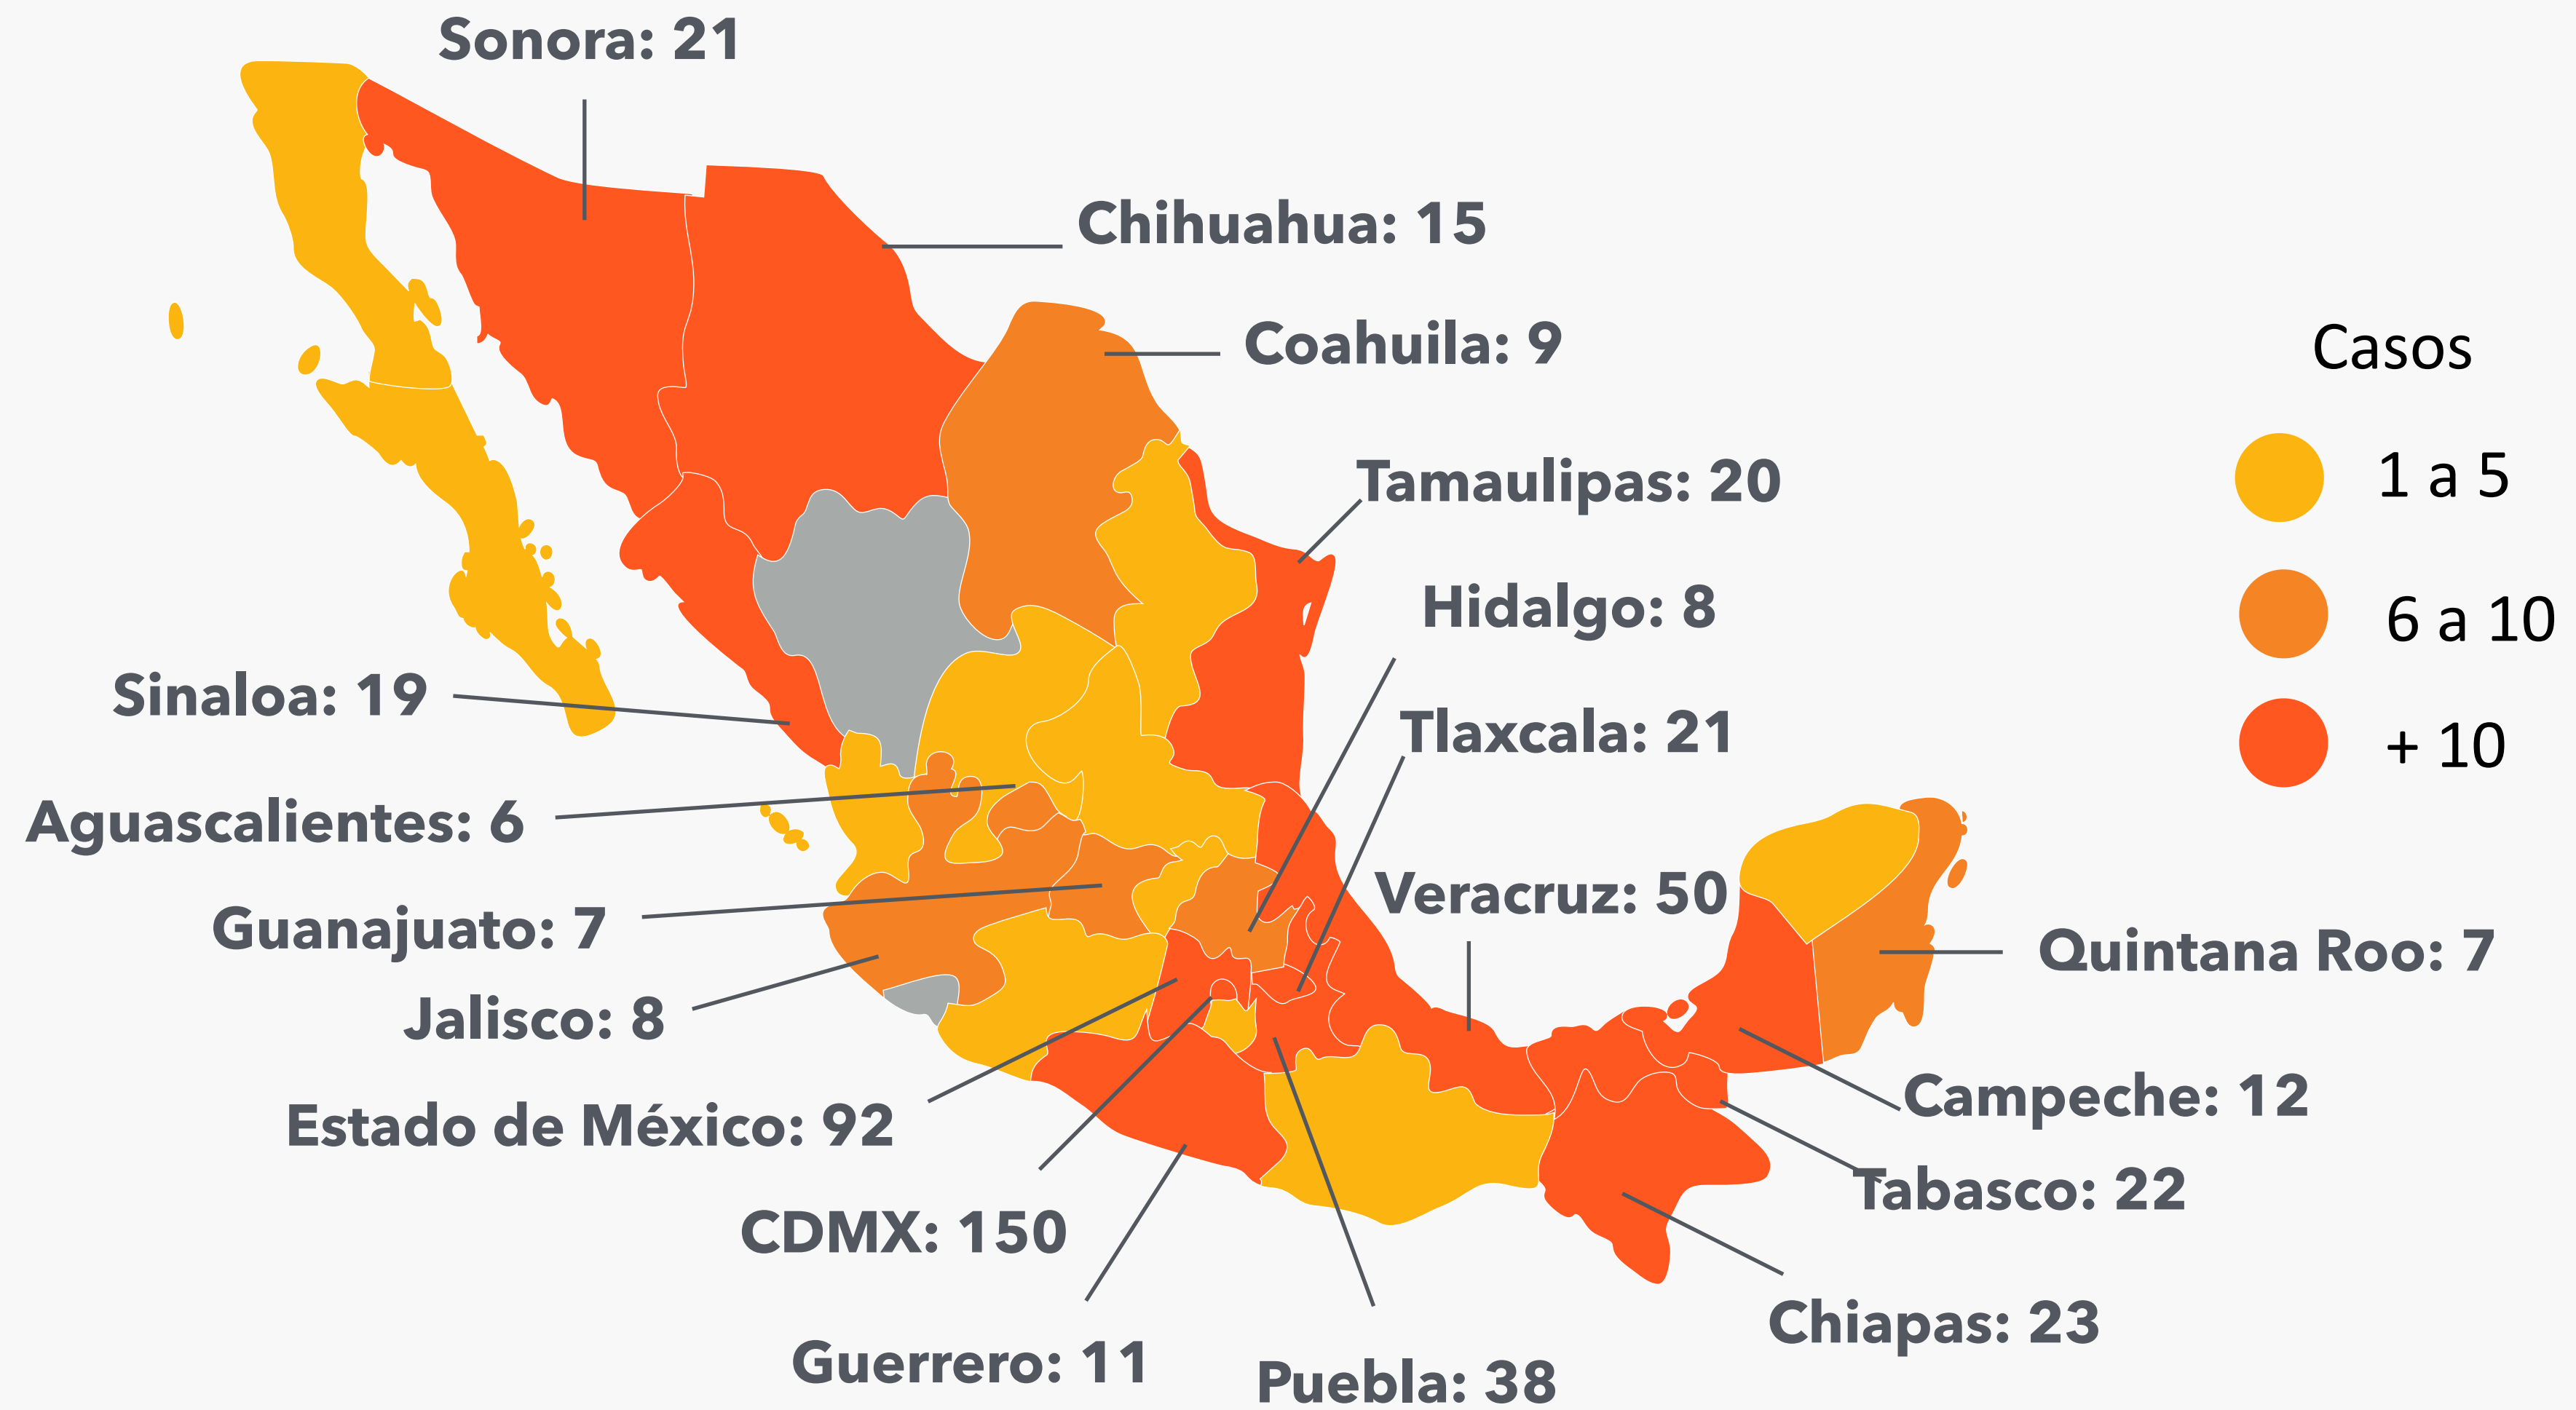 Sonora: 21
Chihuahua: 15
Coahuila: 9
Casos
Tamaulipas: 20
1 a 5
Hidalgo: 8
6 a 10
Sinaloa: 19
Tlaxcala: 21
+ 10
Aguascalientes: 6
Veracruz: 50
Guanajuato: 7
Quintana Roo: 7
Jalisco: 8
Campeche: 12
Estado de México: 92
Tabasco: 22
CDMX: 150
Chiapas: 23
Guerrero: 11
Puebla: 38